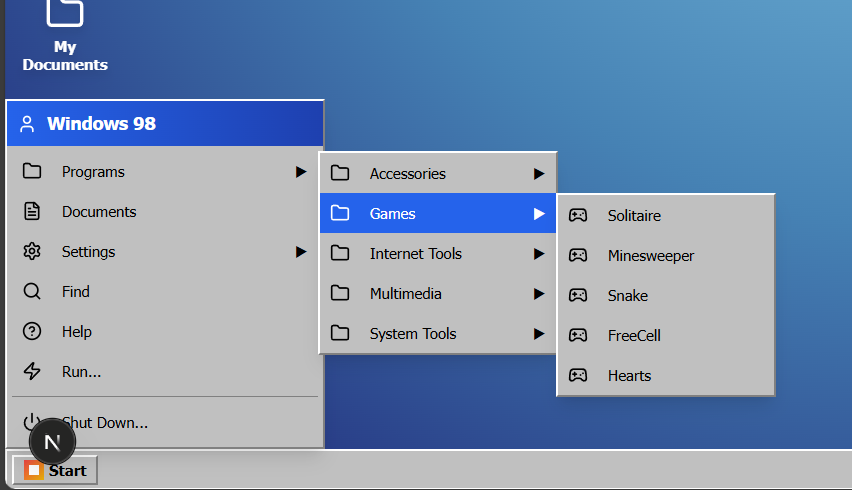 My
Documents
Windows 98
Programs
Documents
Settings
Find
Help
Run...
Shut Down...
Accessories
Games
Internet Tools
Multimedia
System Tools
Solitaire
Minesweeper
Snake
FreeCell
Hearts
N
Start